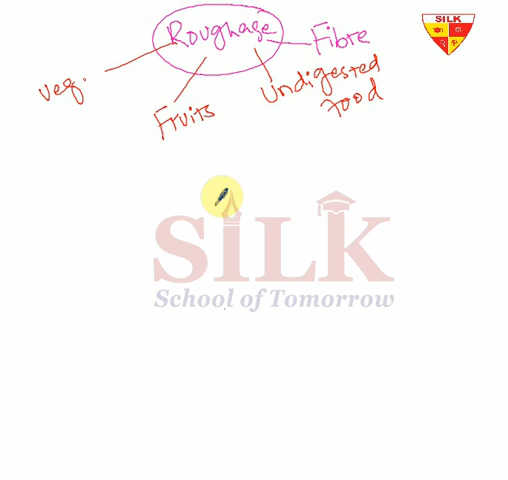 SILK
Roughage
Fibre
veg.
Fruits
Undigested
food
SiLK
School of Tomorrow